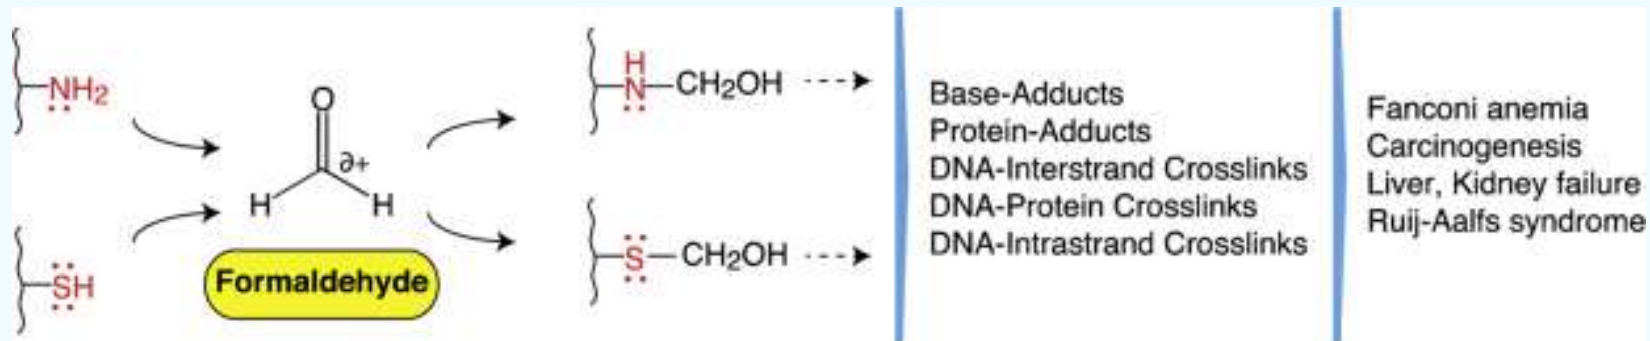 NH2
SH
O
∂+
H H
Formaldehyde
H
N—CH2OH
S—CH2OH
Base-Adducts
Protein-Adducts
DNA-Interstrand Crosslinks
DNA-Protein Crosslinks
DNA-Intrastrand Crosslinks
Fanconi anemia
Carcinogenesis
Liver, Kidney failure
Ruij-Aalfs syndrome